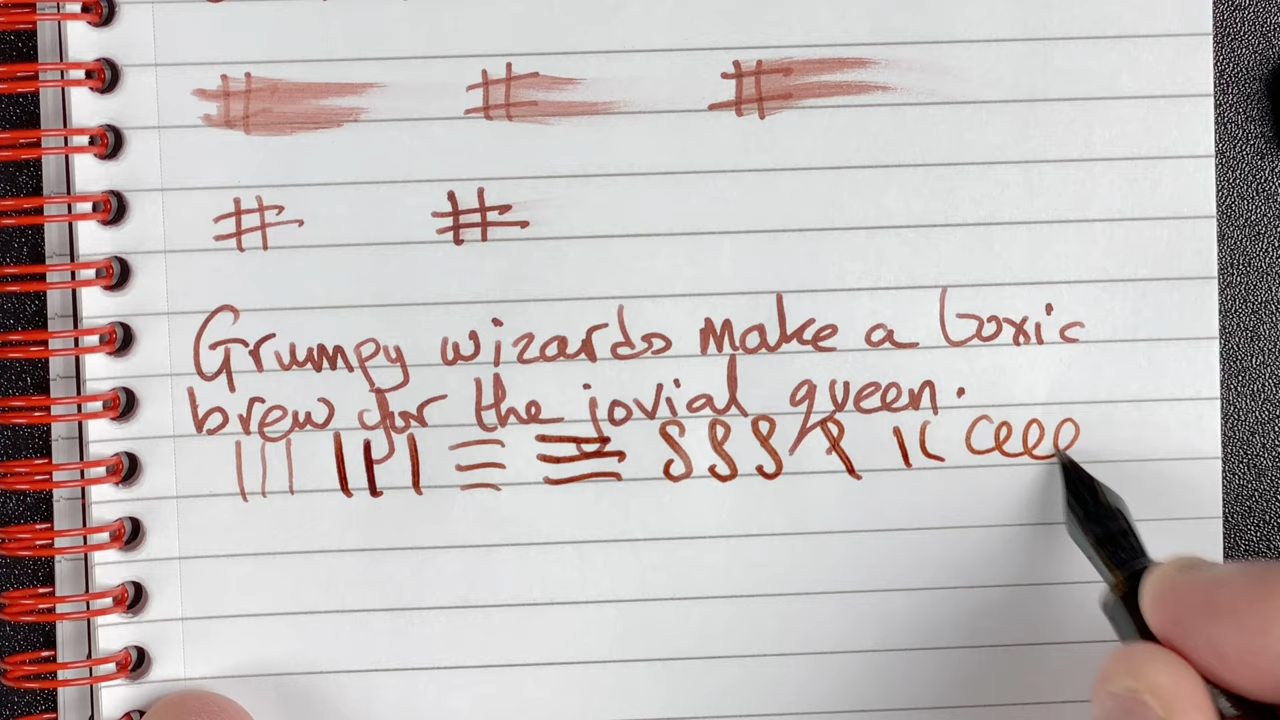 # # #
# #
Grumpy wizards make a toxic
brew for the jovial queen.